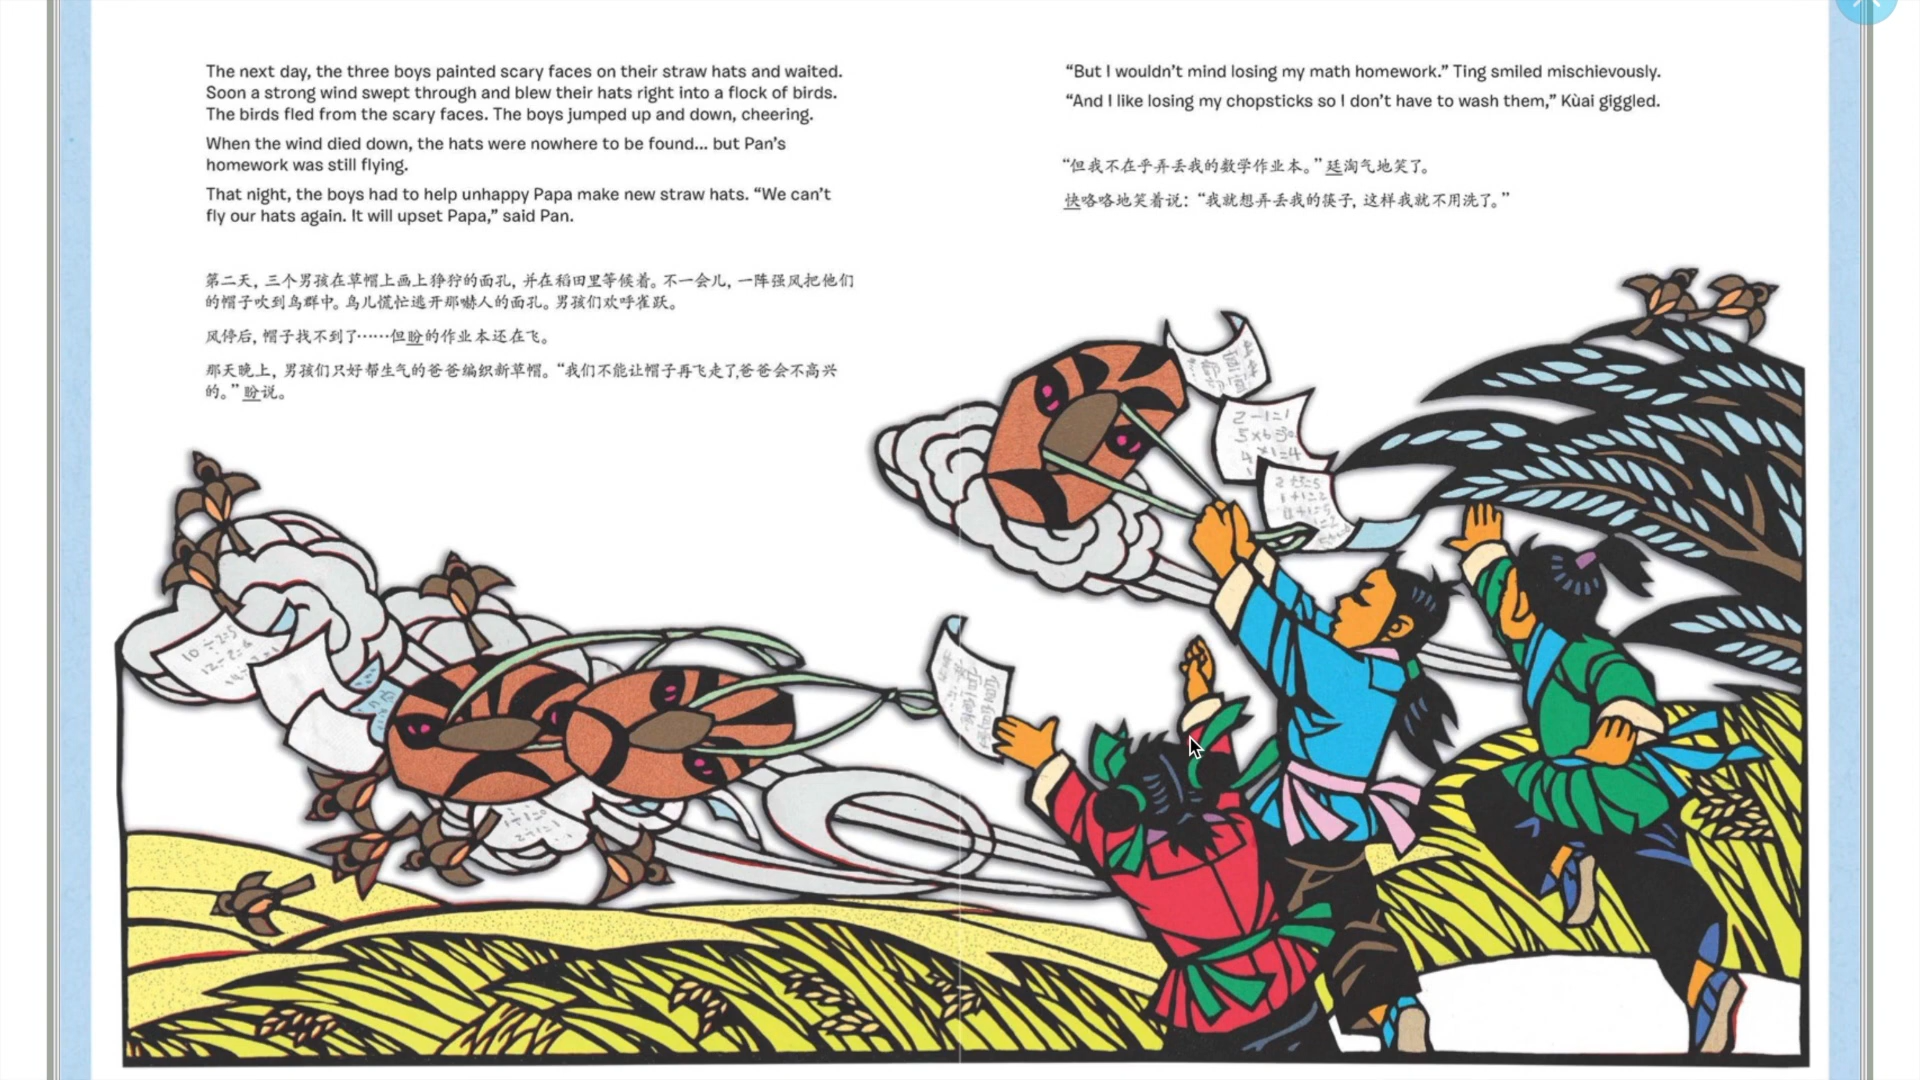 The next day, the three boys painted scary faces on their straw hats and waited.
Soon a strong wind swept through and blew their hats right into a flock of birds.
The birds fled from the scary faces. The boys jumped up and down, cheering.
When the wind died down, the hats were nowhere to be found... but Pan’s
homework was still flying.
That night, the boys had to help unhappy Papa make new straw hats. “We can’t
fly our hats again. It will upset Papa,” said Pan.
第二天, 三个男孩在草帽上画上狰狞的面孔, 并在稻田里等候着。不一会儿, 一阵强风把他们
的帽子吹到鸟群中。鸟儿慌忙逃开那嚇人的面孔。男孩们欢呼雀跃。
风停后, 帽子找不到了……但盼的作业本还在飞。
那天晚上, 男孩们只好帮生气的爸爸编织新草帽。“我们不能让帽子再飞走了,爸爸会不高兴
的。”盼说。
“But I wouldn’t mind losing my math homework.” Ting smiled mischievously.
“And I like losing my chopsticks so I don’t have to wash them,” Kùai giggled.
“但我不在乎弄丢我的数学作业本。”廷淘气地笑了。
快咯咯地笑着说: “我就想弄丢我的筷子, 这样我就不用洗了。”
2-1=1
5×6=30
10÷2=5
12÷2=6